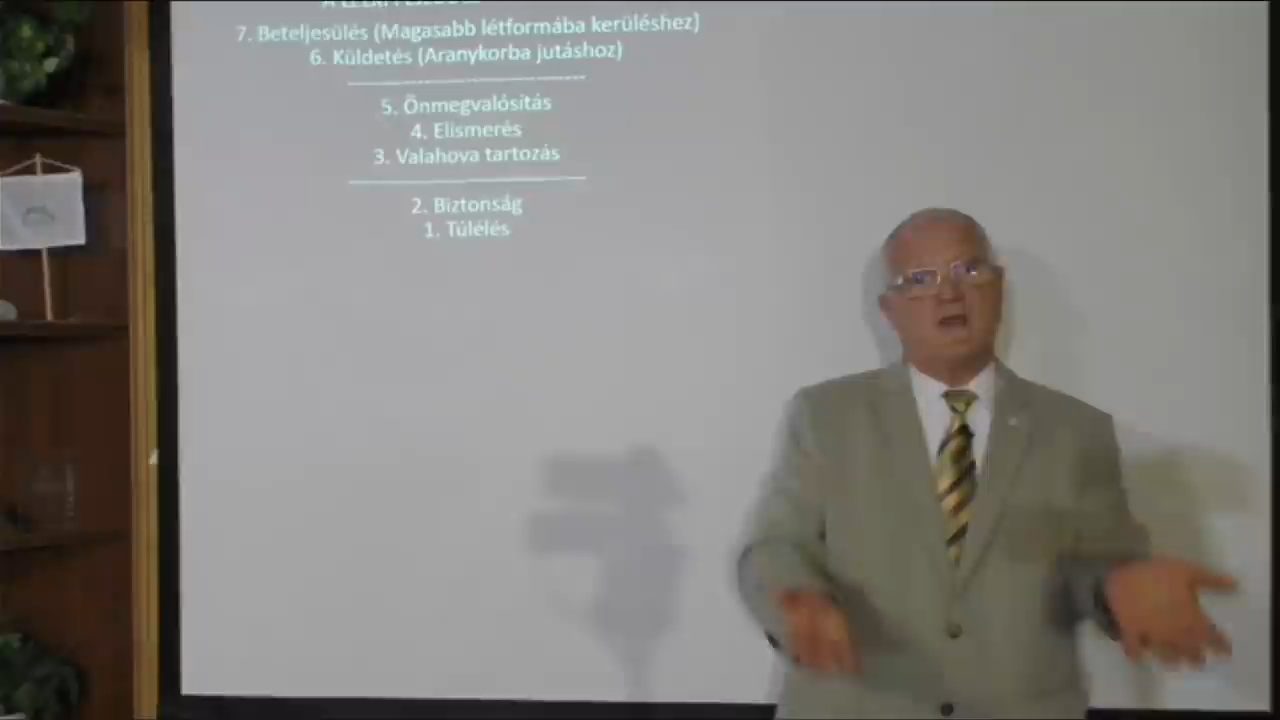 7. Beteljesülés (Magasabb létformába kerüléshez)
6. Küldetés (Aranykorba jutáshoz)
5. Önmegvalósítás
4. Elismerés
3. Valahova tartozás
2. Biztonság
1. Túlélés